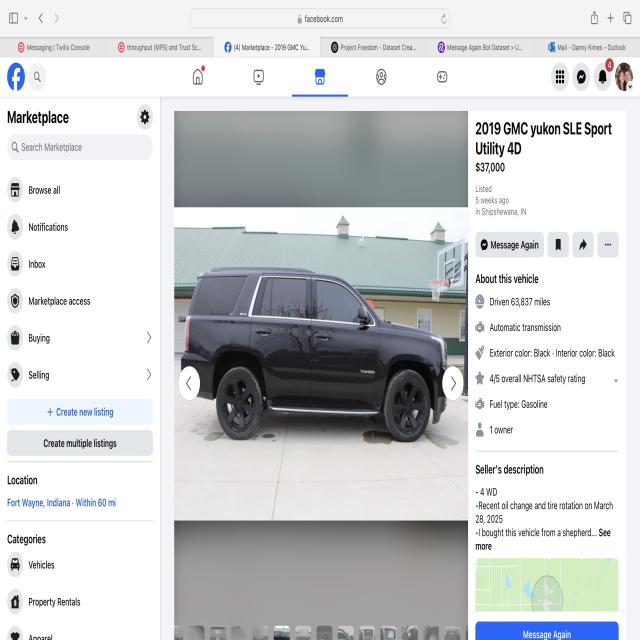 facebook.com
Messaging | Twilio Console
throughput (MPS) and Trust Sc...
(4) Marketplace - 2019 GMC Yu...
Project Freedom - Dataset Crea...
Message Again Bot Dataset > U...
Mail - Danny Kimes - Outlook
4
Marketplace
Search Marketplace
Browse all
Notifications
Inbox
Marketplace access
Buying
Selling
+ Create new listing
Create multiple listings
Location
Fort Wayne, Indiana · Within 60 mi
Categories
Vehicles
Property Rentals
Apparel
YUKON
2019 GMC yukon SLE Sport
Utility 4D
$37,000
Listed
5 weeks ago
in Shipshewana, IN
Message Again
About this vehicle
Driven 63,837 miles
Automatic transmission
Exterior color: Black · Interior color: Black
4/5 overall NHTSA safety rating
Fuel type: Gasoline
1 owner
Seller's description
- 4 WD
-Recent oil change and tire rotation on March
28, 2025
-I bought this vehicle from a shepherd... See
more
Message Again